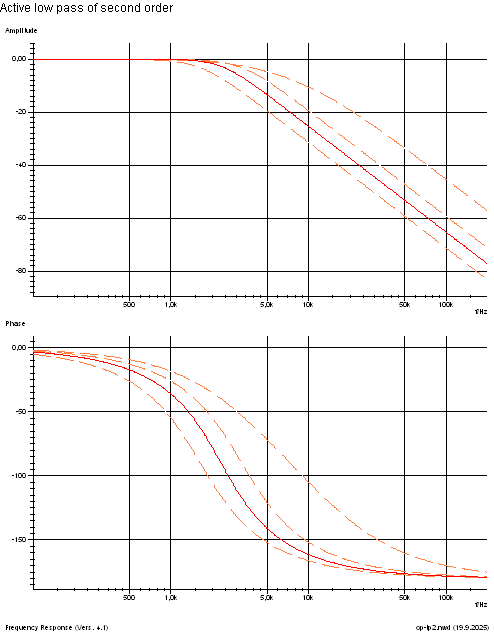 Active low pass of second order
Amplitude
0,00
-20
-40
-60
-80
500 1,0k 5,0k 10k 50k 100k
f/Hz
Phase
0,00
-50
-100
-150
500 1,0k 5,0k 10k 50k 100k
f/Hz
Frequency Response (Vers. 4.1) op-lp2.nwd (19.9.2025)